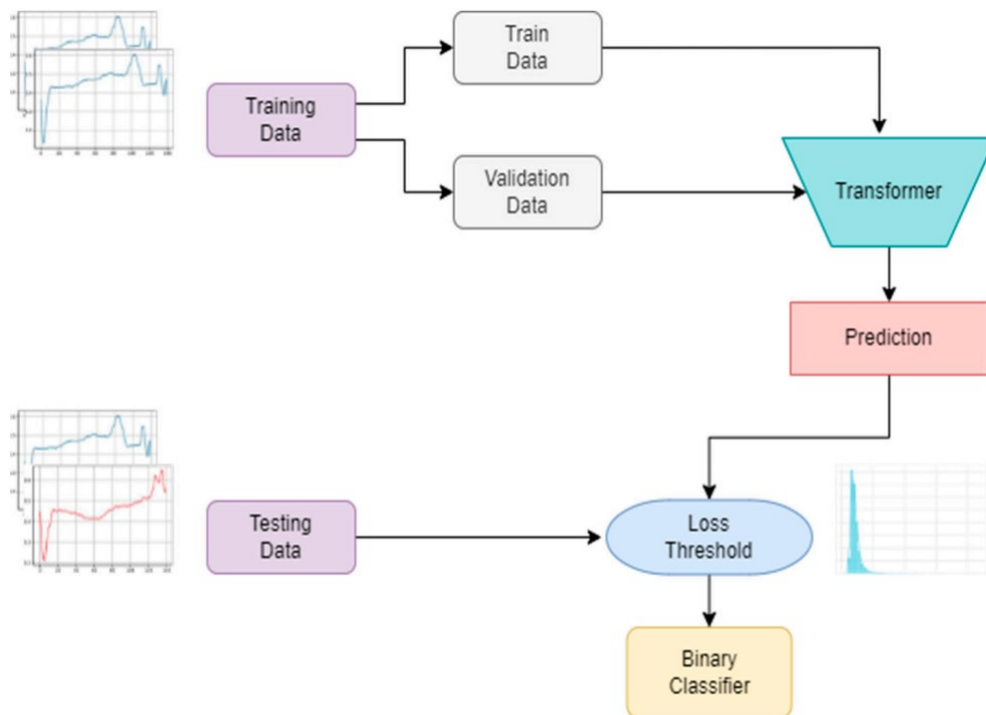 Train
Data
Training
Data
Validation
Data
Transformer
Prediction
Testing
Data
Loss
Threshold
Binary
Classifier